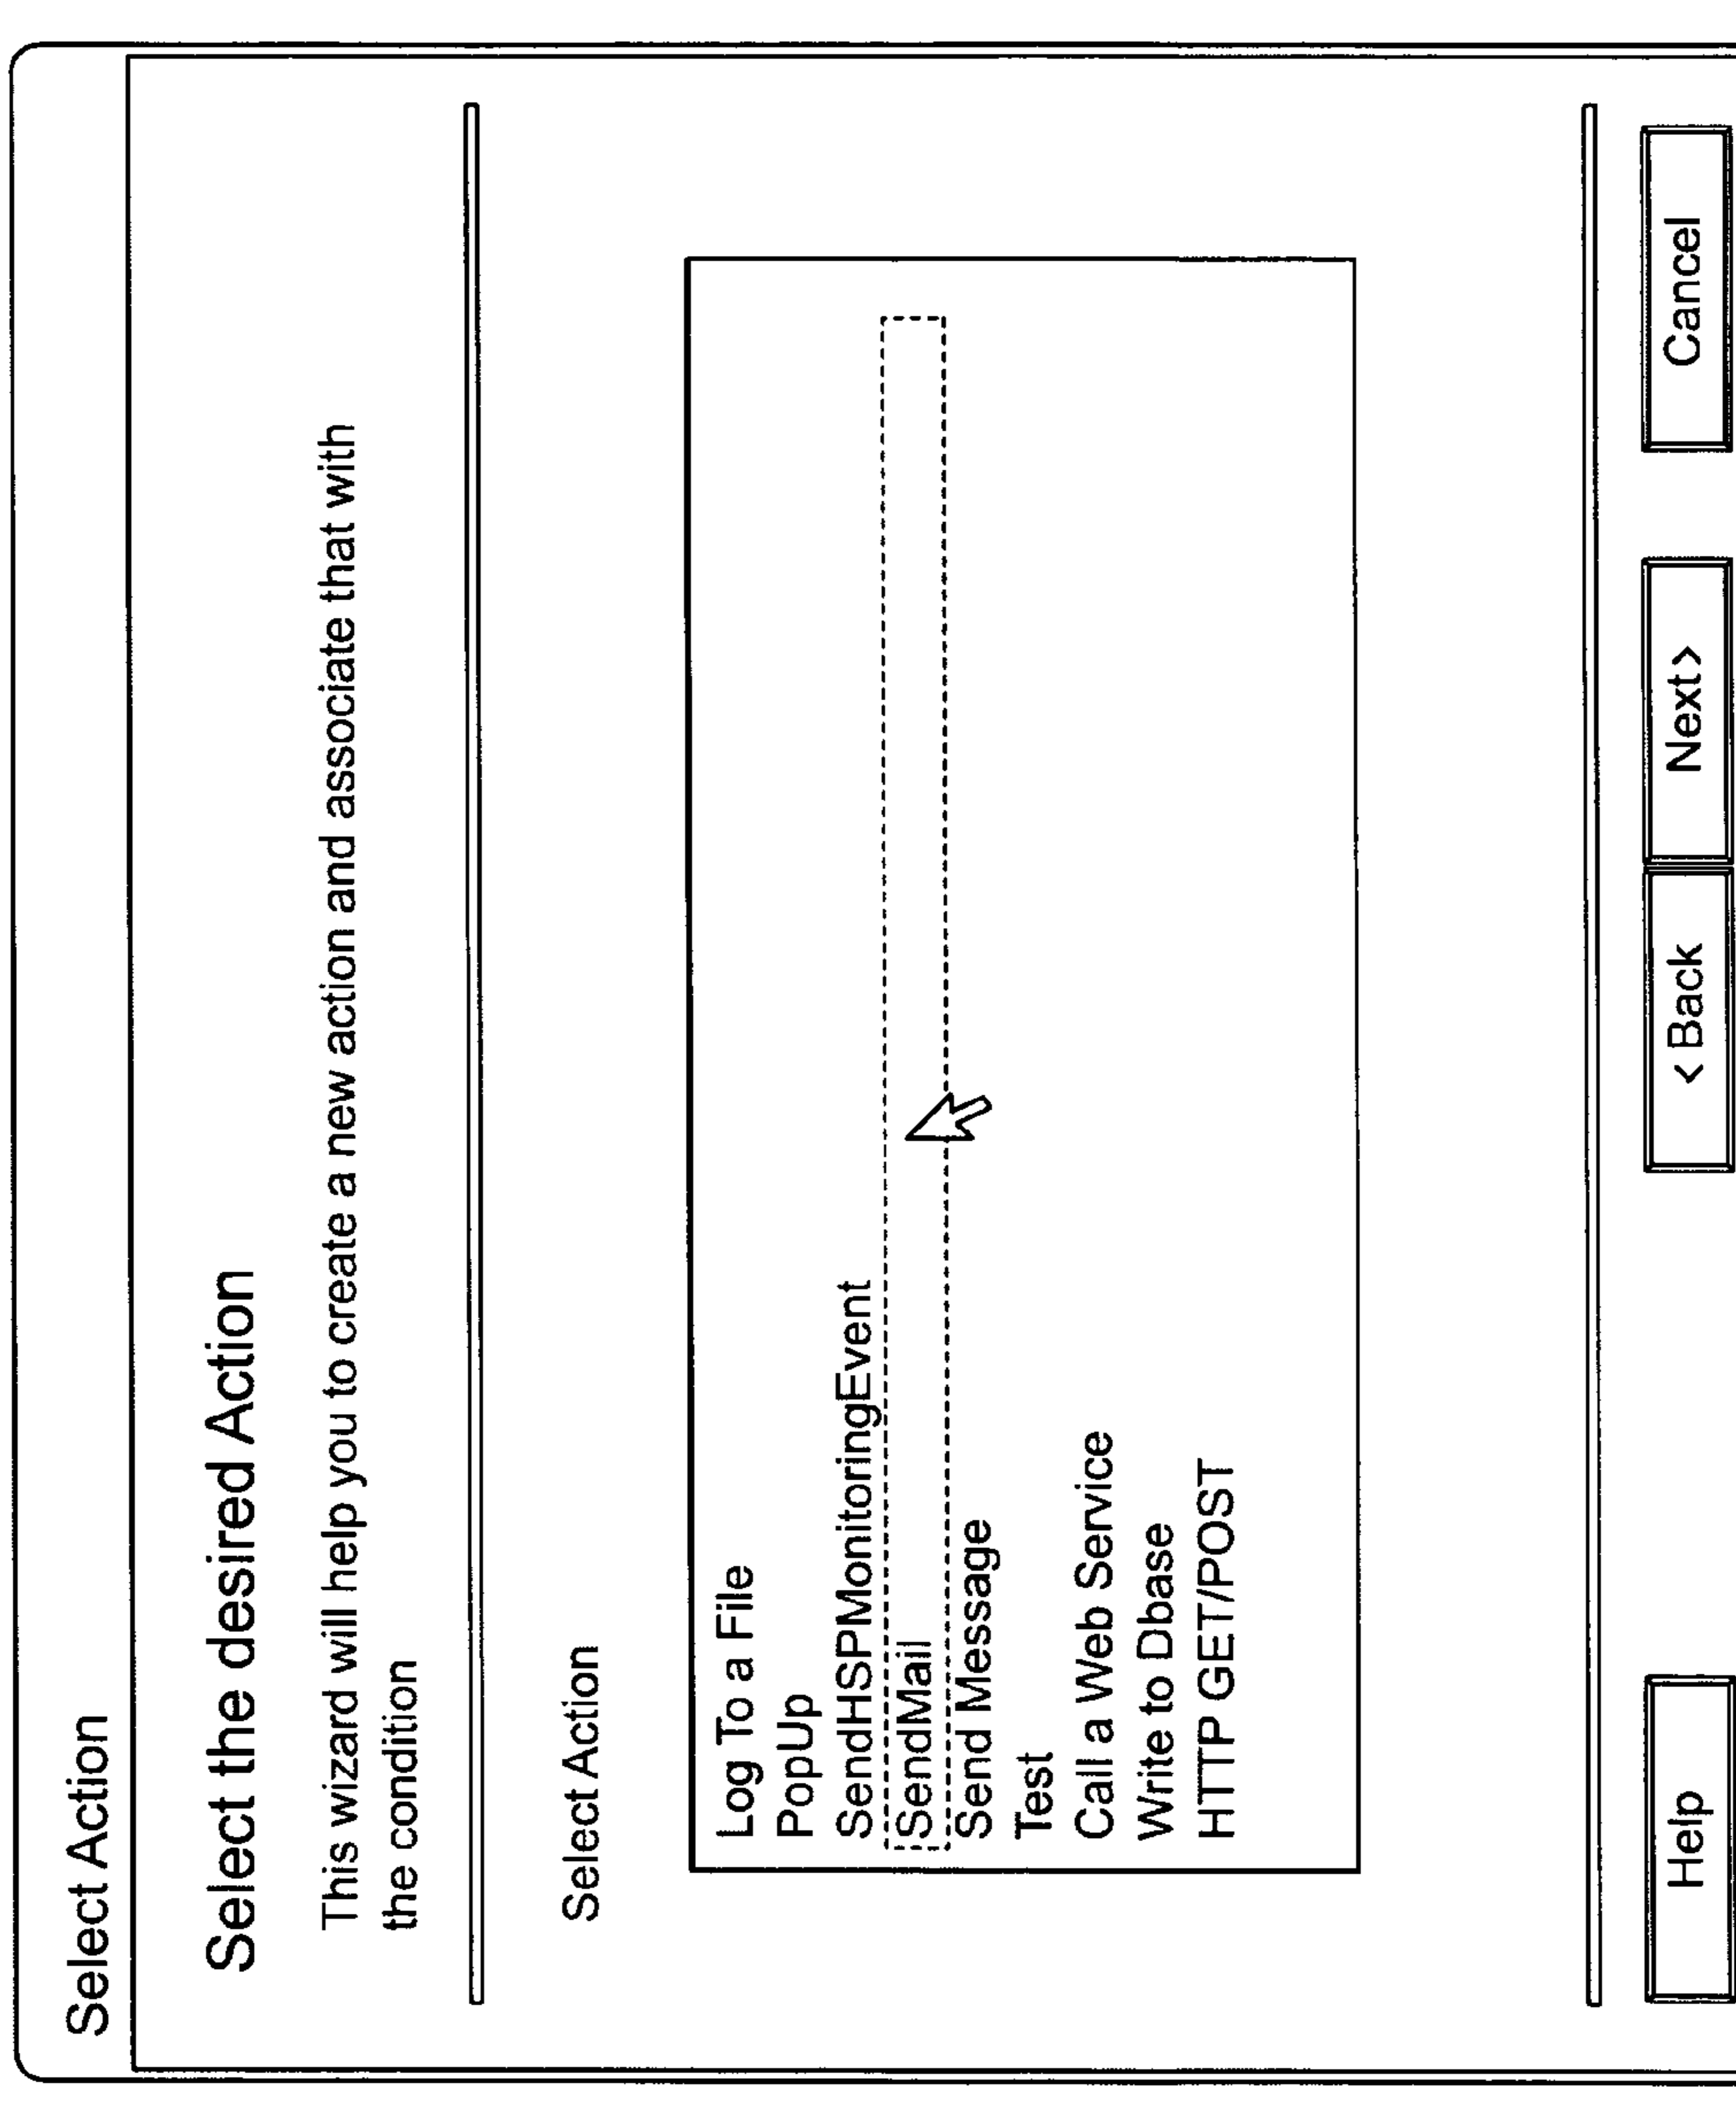 Select Action
Select the desired Action
This wizard will help you to create a new action and associate that with
the condition
Select Action
Log To a File
PopUp
SendHSPMonitoringEvent
SendMail
Send Message
Test
Call a Web Service
Write to Dbase
HTTP GET/POST
Help
< Back
Next>
Cancel